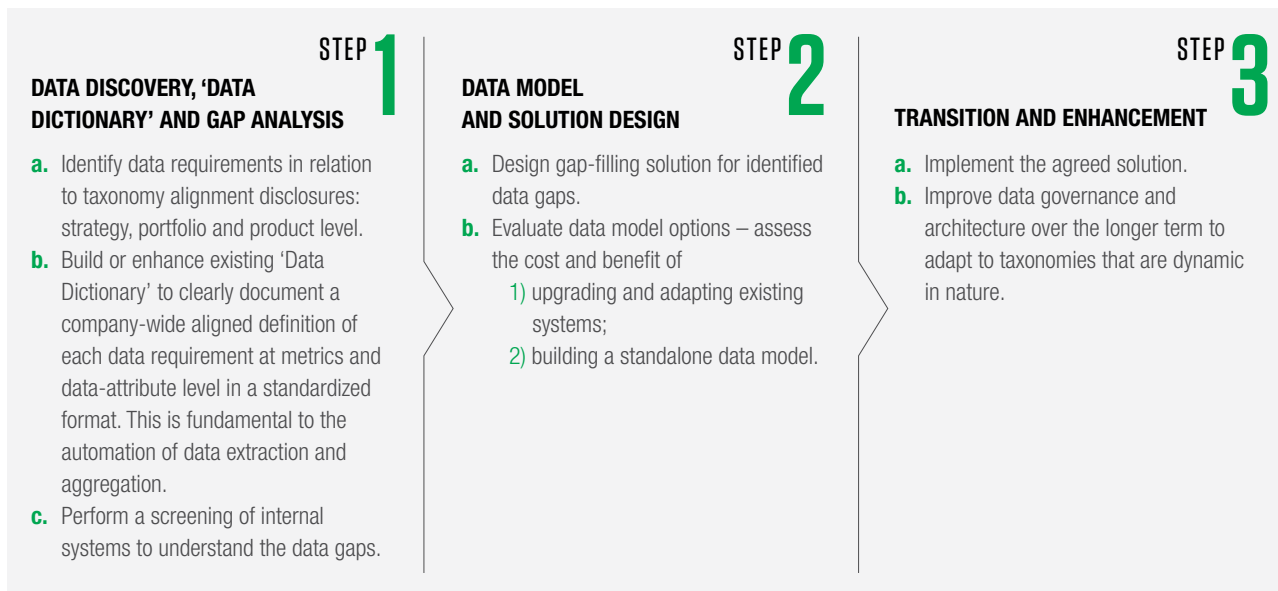 STEP 1
DATA DISCOVERY, ‘DATA
DICTIONARY’ AND GAP ANALYSIS
a. Identify data requirements in relation
to taxonomy alignment disclosures:
strategy, portfolio and product level.
b. Build or enhance existing ‘Data
Dictionary’ to clearly document a
company-wide aligned definition of
each data requirement at metrics and
data-attribute level in a standardized
format. This is fundamental to the
automation of data extraction and
aggregation.
c. Perform a screening of internal
systems to understand the data gaps.
STEP 2
DATA MODEL
AND SOLUTION DESIGN
a. Design gap-filling solution for identified
data gaps.
b. Evaluate data model options – assess
the cost and benefit of
1) upgrading and adapting existing
systems;
2) building a standalone data model.
STEP 3
TRANSITION AND ENHANCEMENT
a. Implement the agreed solution.
b. Improve data governance and
architecture over the longer term to
adapt to taxonomies that are dynamic
in nature.